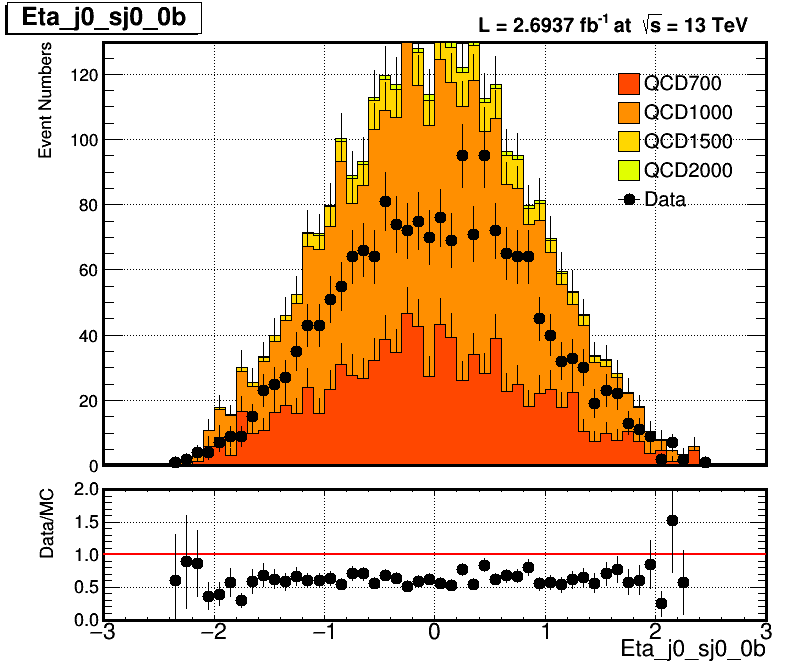 Eta_j0_sj0_0b
L = 2.6937 fb-1 at √s = 13 TeV
Event Numbers
120
100
80
60
40
20
0
QCD700
QCD1000
QCD1500
QCD2000
Data
Data/MC
2.0
1.5
1.0
0.5
0.0
−3 −2 −1 0 1 2 3
Eta_j0_sj0_0b